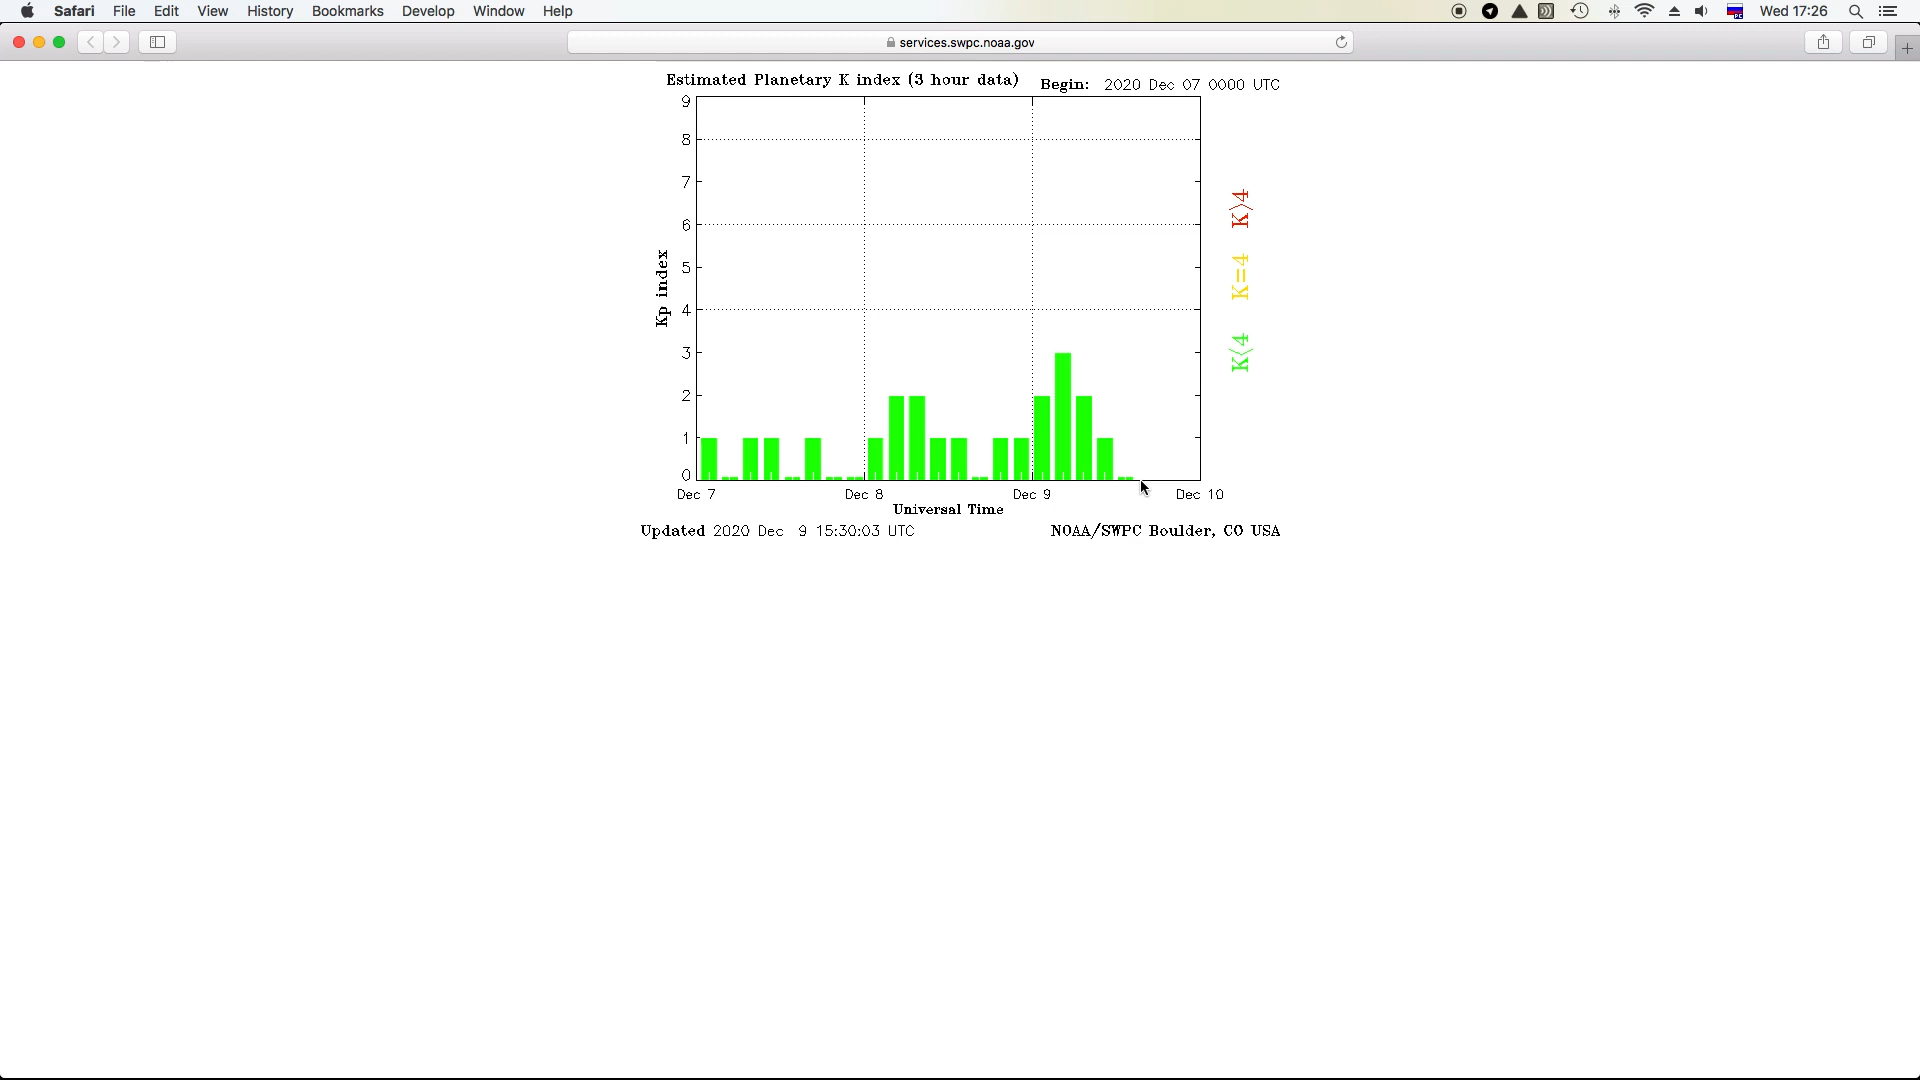 Safari File Edit View History Bookmarks Develop Window Help Wed 17:26
services.swpc.noaa.gov
Estimated Planetary K index (3 hour data) Begin: 2020 Dec 07 0000 UTC
9
8
7
6
5
4
3
2
1
0
Kp index
K>4
K=4
K<4
Dec 7 Dec 8 Dec 9 Dec 10
Universal Time
Updated 2020 Dec 9 15:30:03 UTC NOAA/SWPC Boulder, CO USA